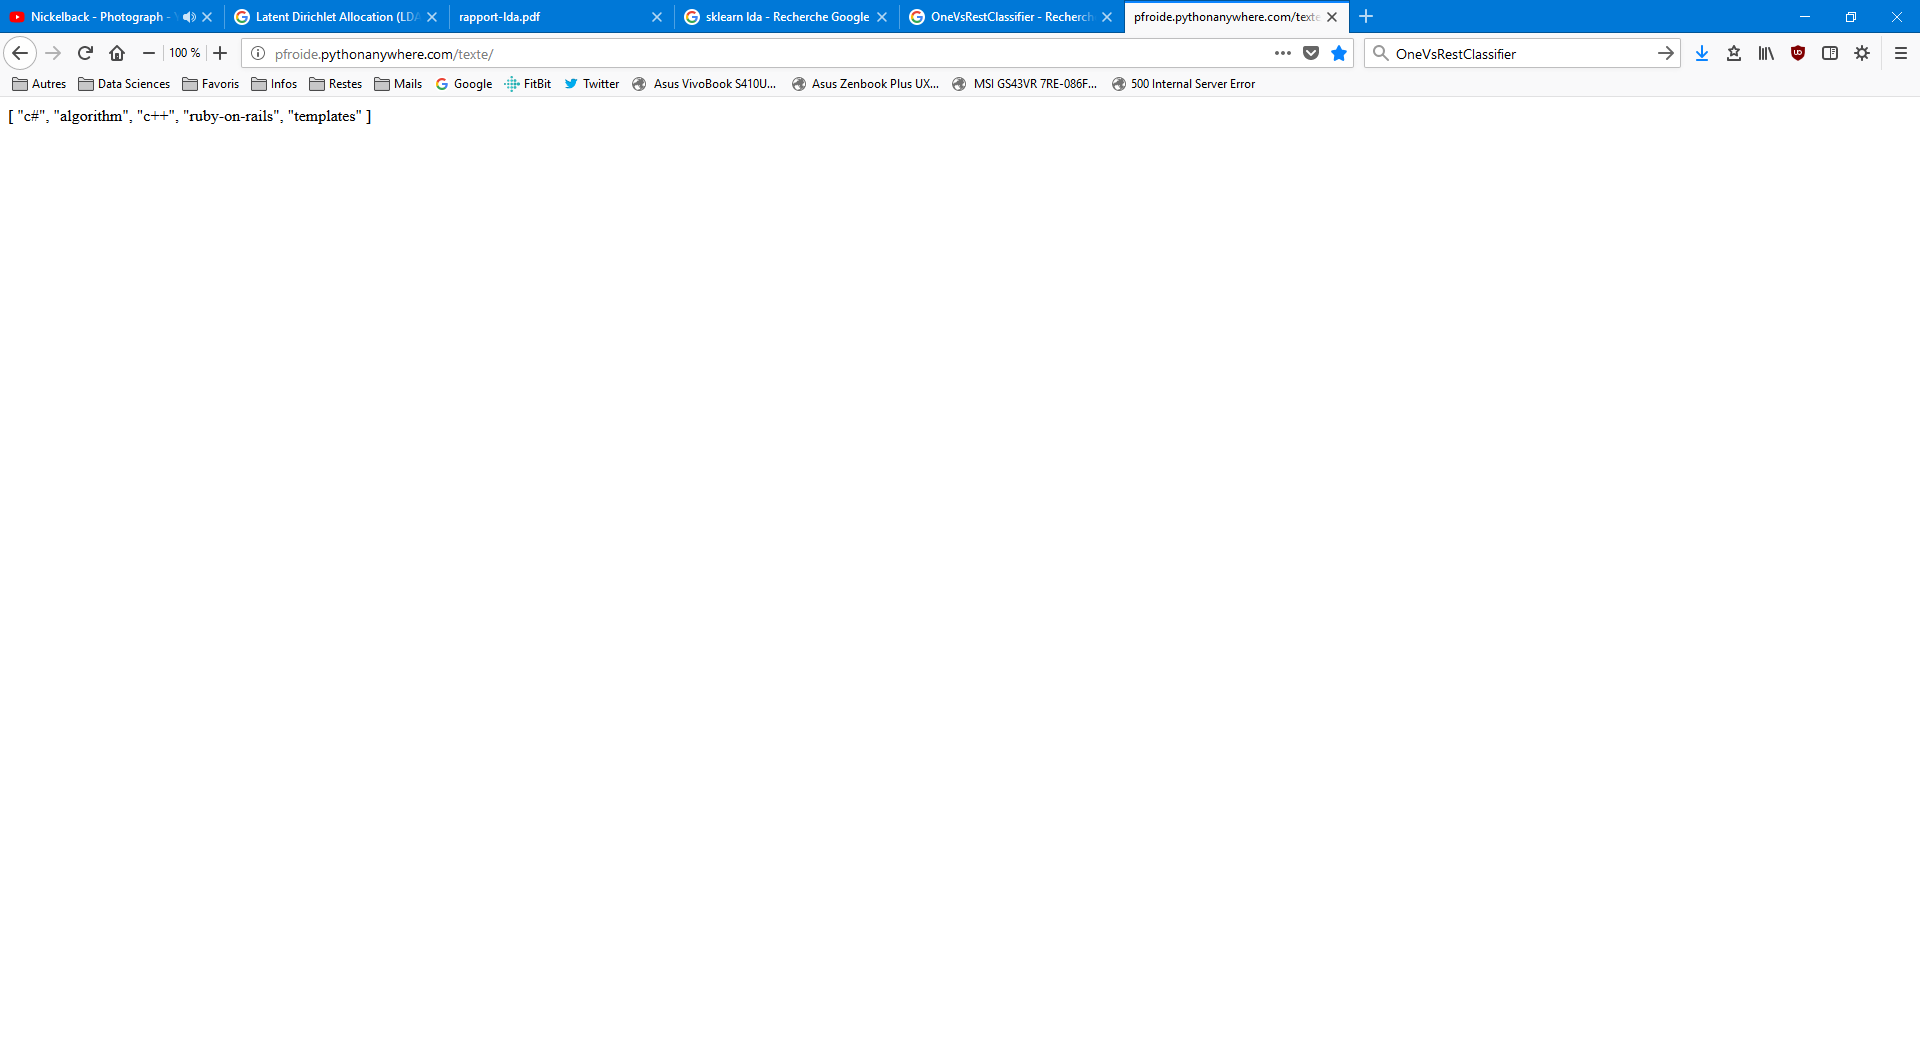 Nickelback - Photograph -
Latent Dirichlet Allocation (LDA
rapport-lda.pdf
sklearn lda - Recherche Google
OneVsRestClassifier - Recherch
pfroide.pythonanywhere.com/texte
100 %
pfroide.pythonanywhere.com/texte/
OneVsRestClassifier
Autres Data Sciences Favoris Infos Restes Mails Google FitBit Twitter Asus VivoBook S410U... Asus Zenbook Plus UX... MSI GS43VR 7RE-086F... 500 Internal Server Error
[ "c#", "algorithm", "c++", "ruby-on-rails", "templates" ]